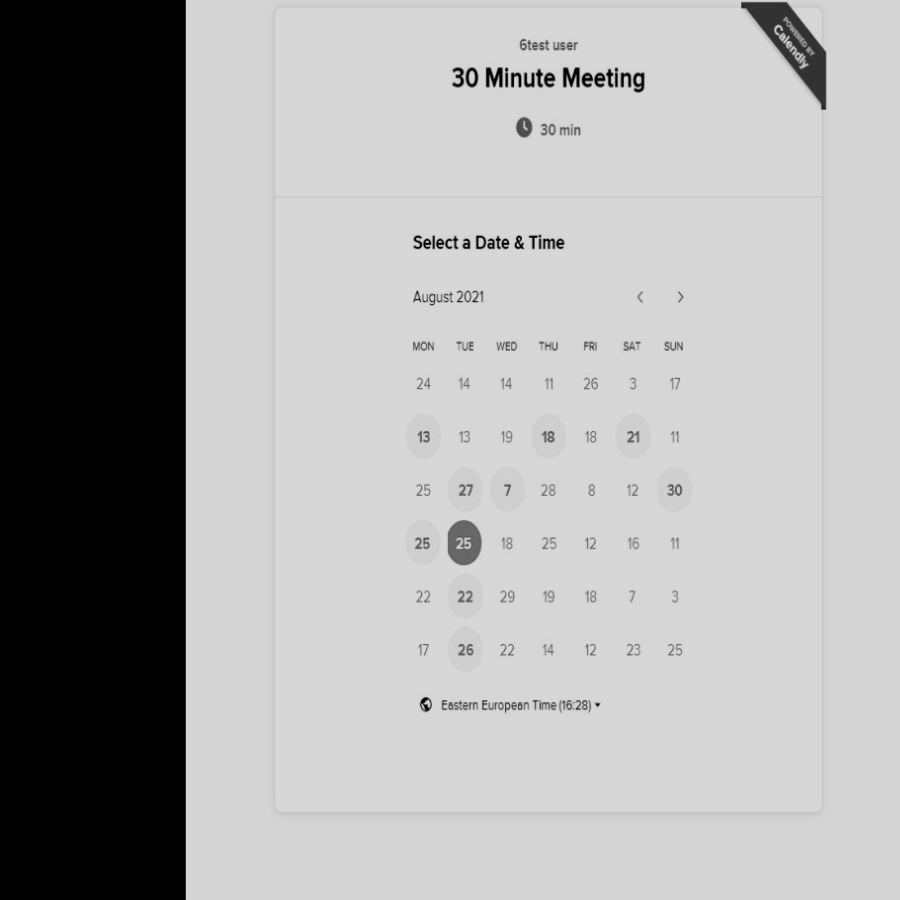 POWERED BY
Calendly
6test user
30 Minute Meeting
30 min
Select a Date & Time
August 2021
MON TUE WED THU FRI SAT SUN
24 14 14 11 26 3 17
13 13 19 18 18 21 11
25 27 7 28 8 12 30
25 25 18 25 12 16 11
22 22 29 19 18 7 3
17 26 22 14 12 23 25
Eastern European Time (16:28)